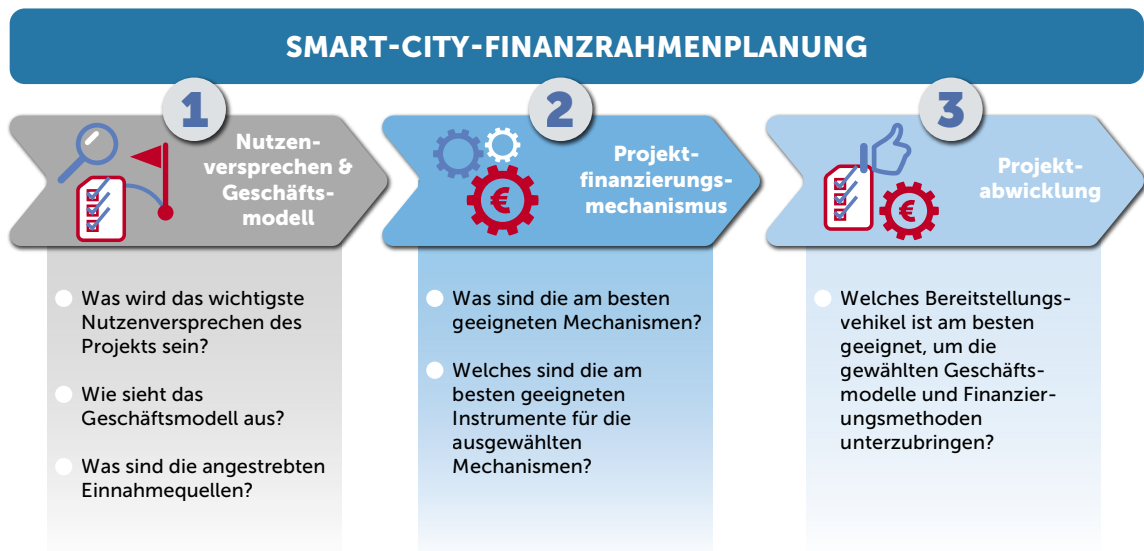 SMART-CITY-FINANZRAHMENPLANUNG
1
Nutzen-
versprechen &
Geschäfts-
modell
Was wird das wichtigste
Nutzenversprechen des
Projekts sein?
Wie sieht das
Geschäftsmodell aus?
Was sind die angestrebten
Einnahmequellen?
2
€
Projekt-
finanzierungs-
mechanismus
Was sind die am besten
geeigneten Mechanismen?
Welches sind die am
besten geeigneten
Instrumente für die
ausgewählten
Mechanismen?
3
€
Projekt-
abwicklung
Welches Bereitstellungs-
vehikel ist am besten
geeignet, um die
gewählten Geschäfts-
modelle und Finanzier-
ungsmethoden
unterzubringen?